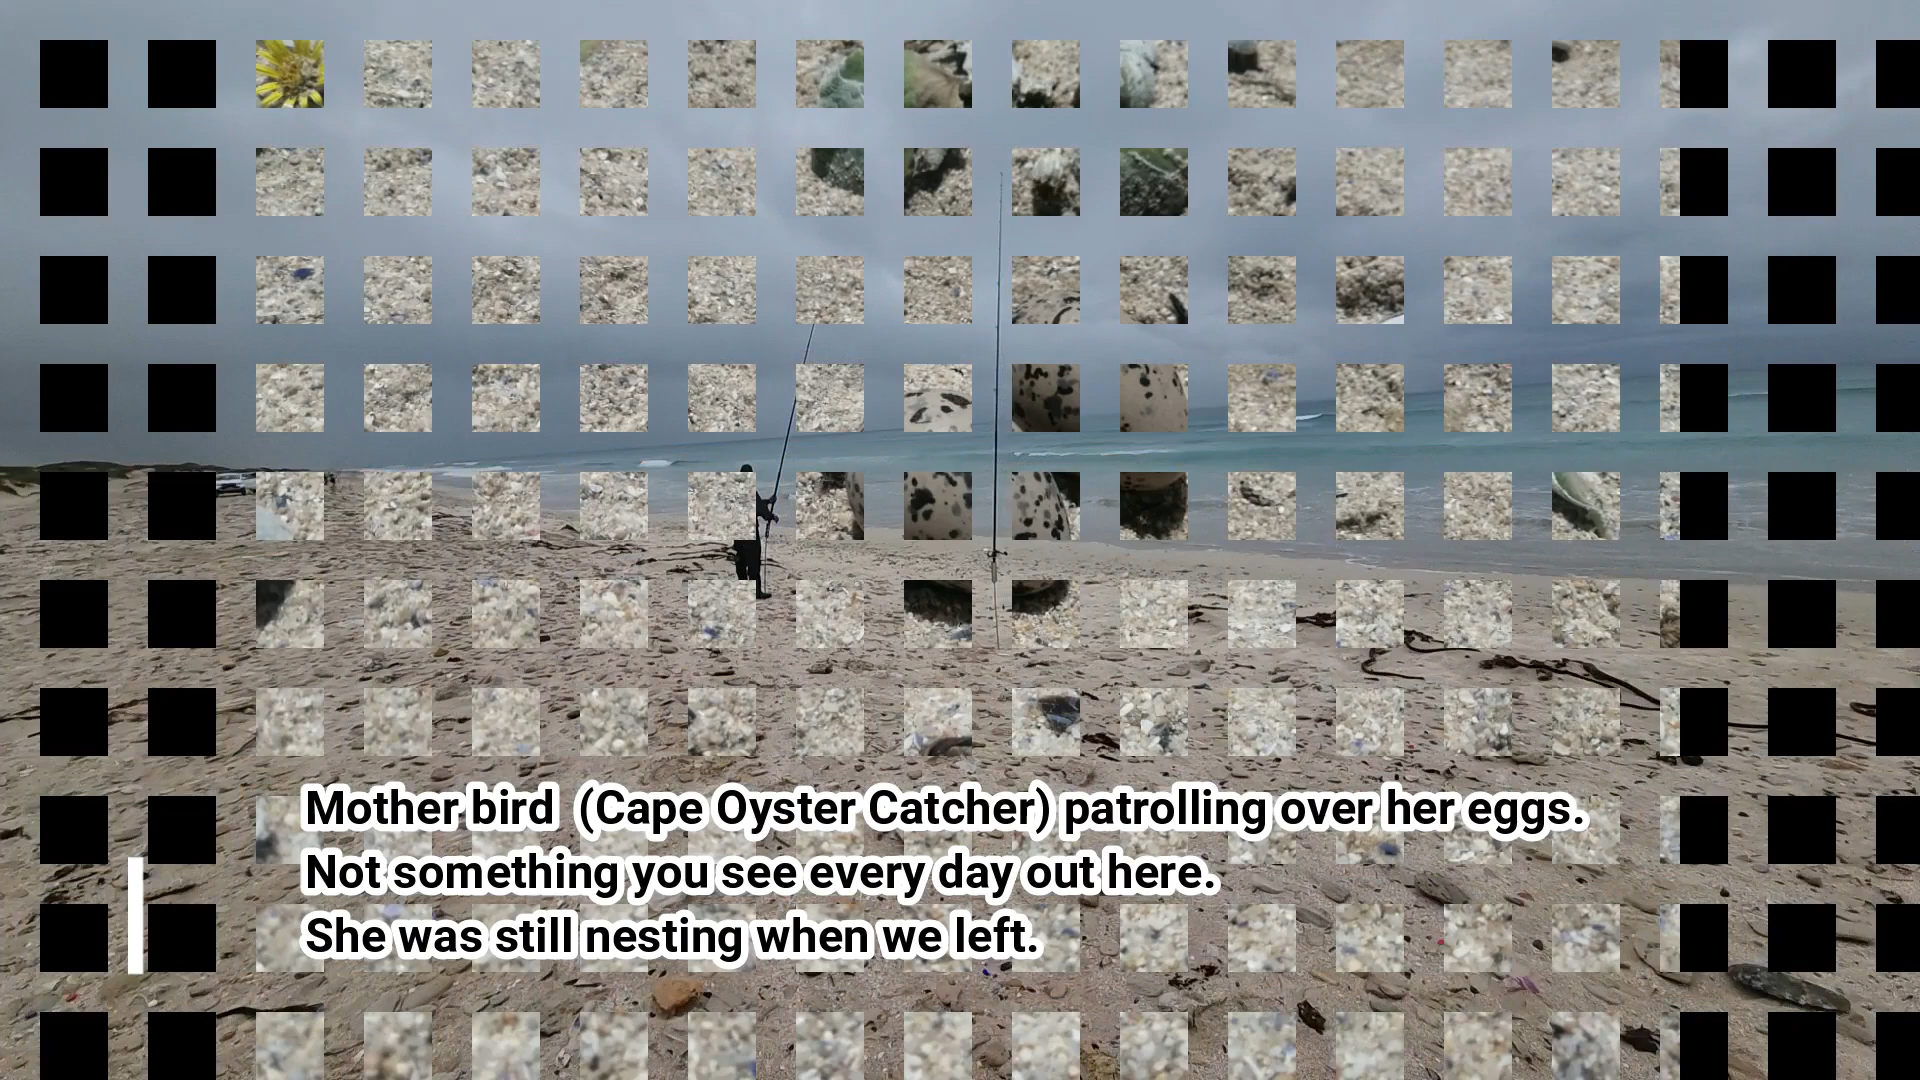 Mother bird (Cape Oyster Catcher) patrolling over her eggs.
Not something you see every day out here.
She was still nesting when we left.